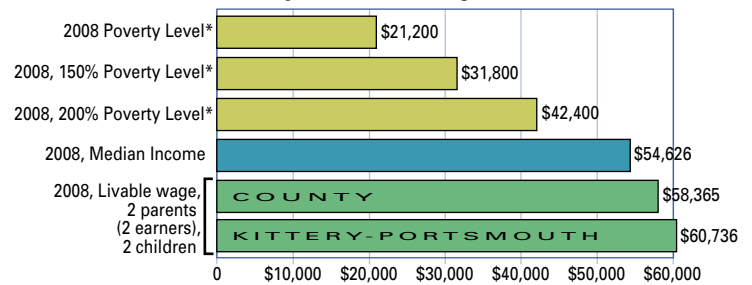 2008 Poverty Level*
$21,200
2008, 150% Poverty Level*
$31,800
2008, 200% Poverty Level*
$42,400
2008, Median Income
$54,626
2008, Livable wage,
2 parents
(2 earners),
2 children
COUNTY
$58,365
KITTERY-PORTSMOUTH
$60,736
0 $10,000 $20,000 $30,000 $40,000 $50,000 $60,000